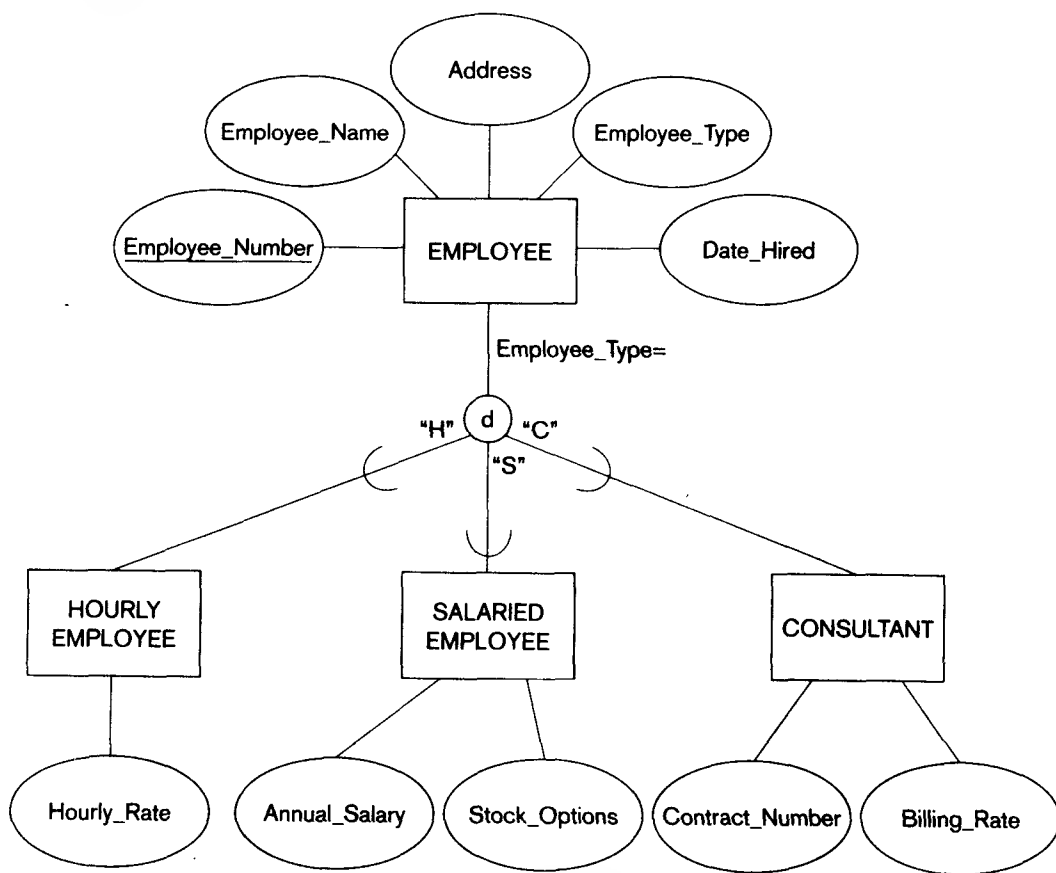 Address
Employee_Name
Employee_Type
Employee_Number
EMPLOYEE
Date_Hired
Employee_Type=
d
"H"
"C"
"S"
HOURLY
EMPLOYEE
SALARIED
EMPLOYEE
CONSULTANT
Hourly_Rate
Annual_Salary
Stock_Options
Contract_Number
Billing_Rate